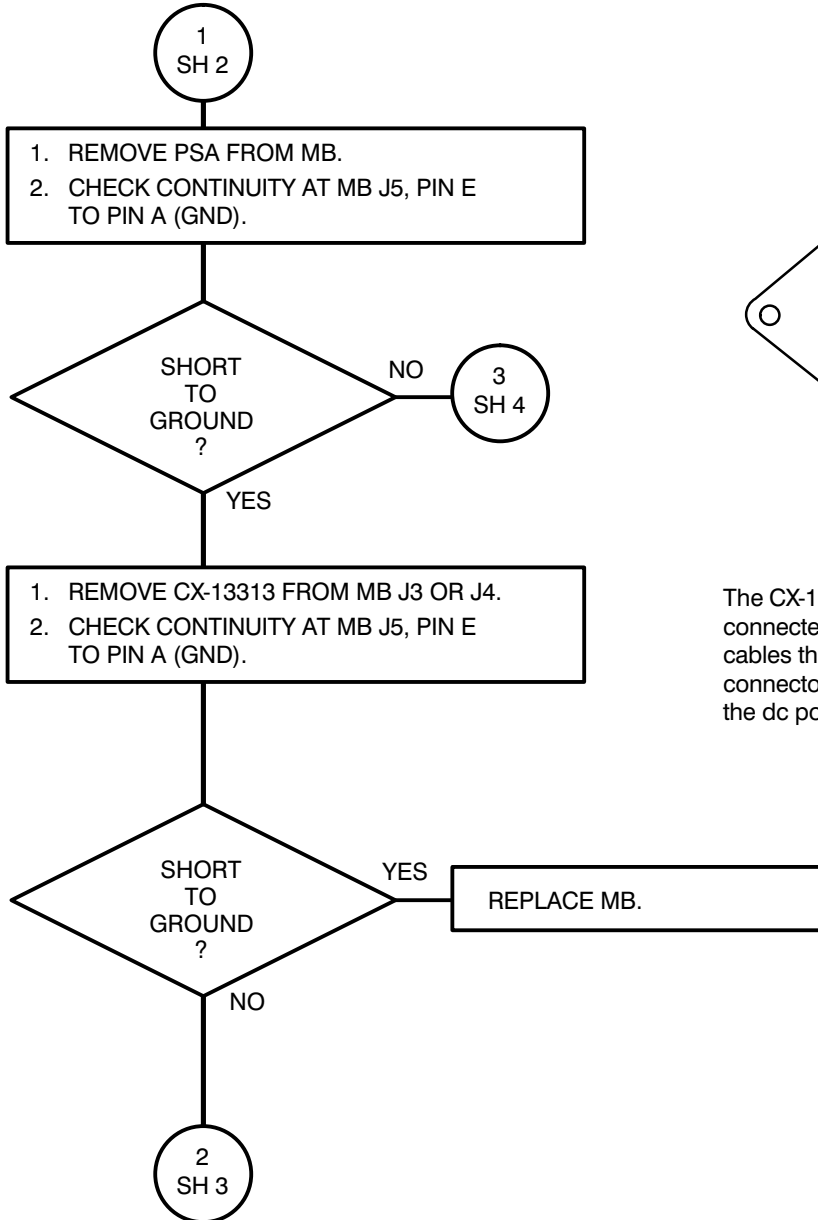 1
SH 2
1. REMOVE PSA FROM MB.
2. CHECK CONTINUITY AT MB J5, PIN E
TO PIN A (GND).
SHORT
TO
GROUND
?
NO
3
SH 4
YES
1. REMOVE CX-13313 FROM MB J3 OR J4.
2. CHECK CONTINUITY AT MB J5, PIN E
TO PIN A (GND).
The CX-1
connecte
cables th
connecto
the dc po
SHORT
TO
GROUND
?
YES
REPLACE MB.
NO
2
SH 3